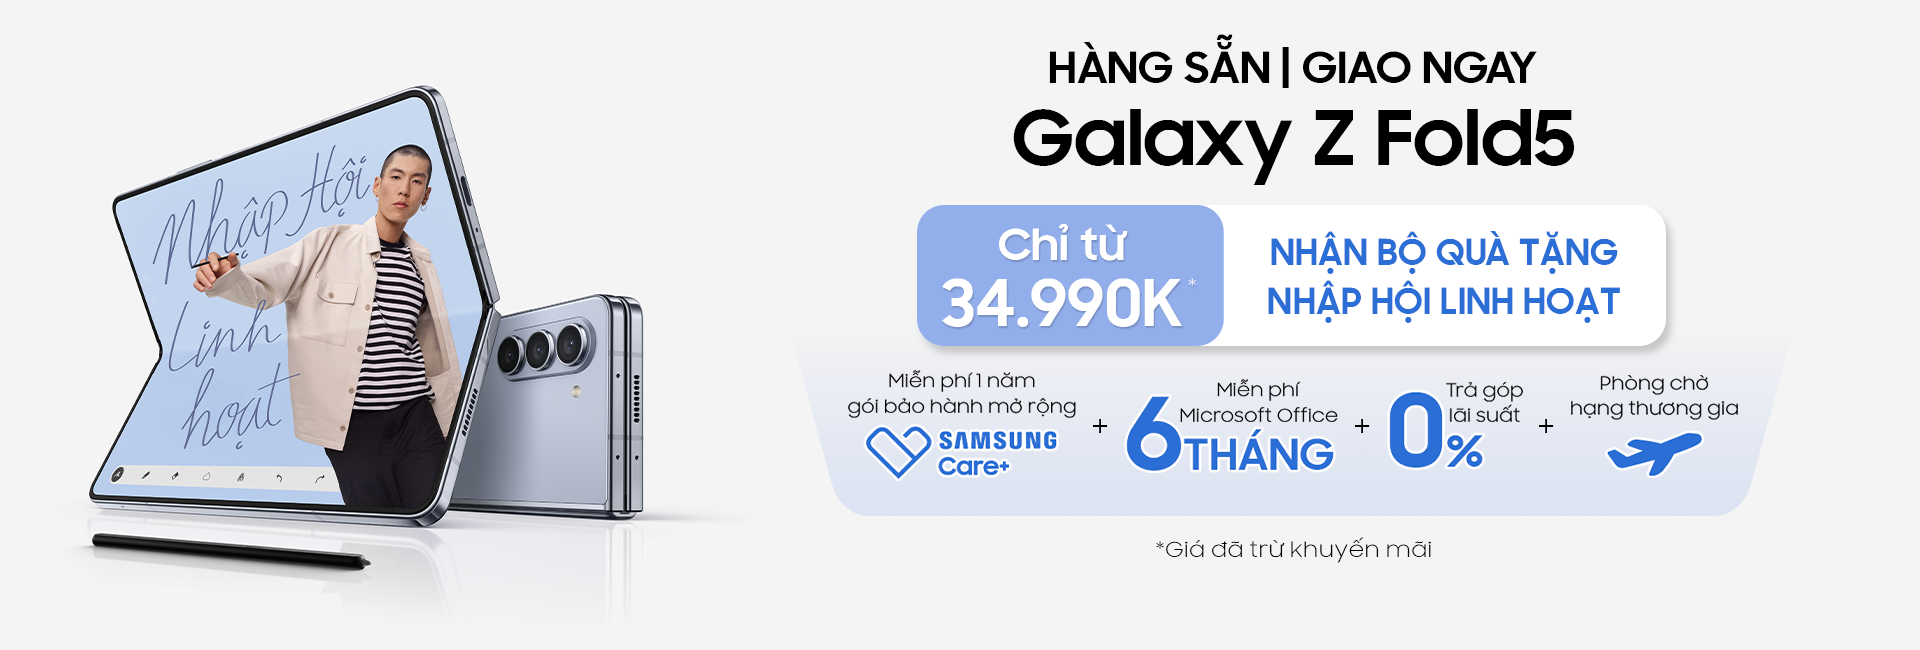 Nhập Hội
Linh
hoạt
HÀNG SẴN | GIAO NGAY
Galaxy Z Fold5
Chỉ từ
34.990K*
NHẬN BỘ QUÀ TẶNG
NHẬP HỘI LINH HOẠT
Miễn phí 1 năm
gói bảo hành mở rộng
SAMSUNG
Care+
+
Miễn phí
Microsoft Office
6 THÁNG
+
Trả góp
lãi suất
0%
+
Phòng chờ
hạng thương gia
*Giá đã trừ khuyến mãi